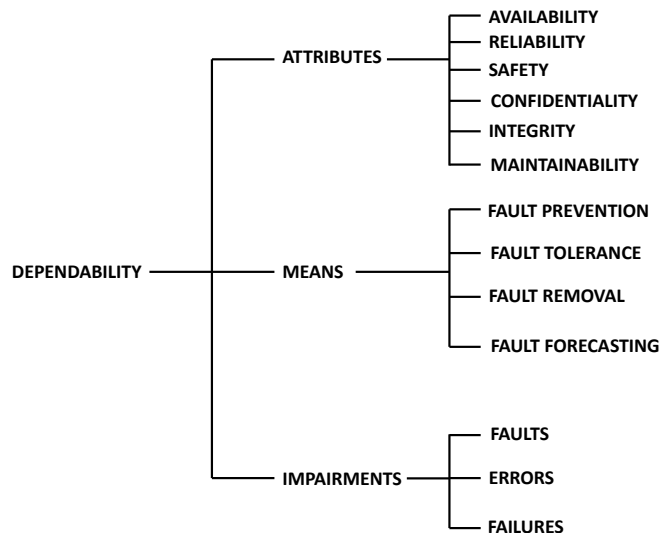 AVAILABILITY
RELIABILITY
ATTRIBUTES
SAFETY
CONFIDENTIALITY
INTEGRITY
MAINTAINABILITY
FAULT PREVENTION
FAULT TOLERANCE
DEPENDABILITY
MEANS
FAULT REMOVAL
FAULT FORECASTING
FAULTS
IMPAIRMENTS
ERRORS
FAILURES